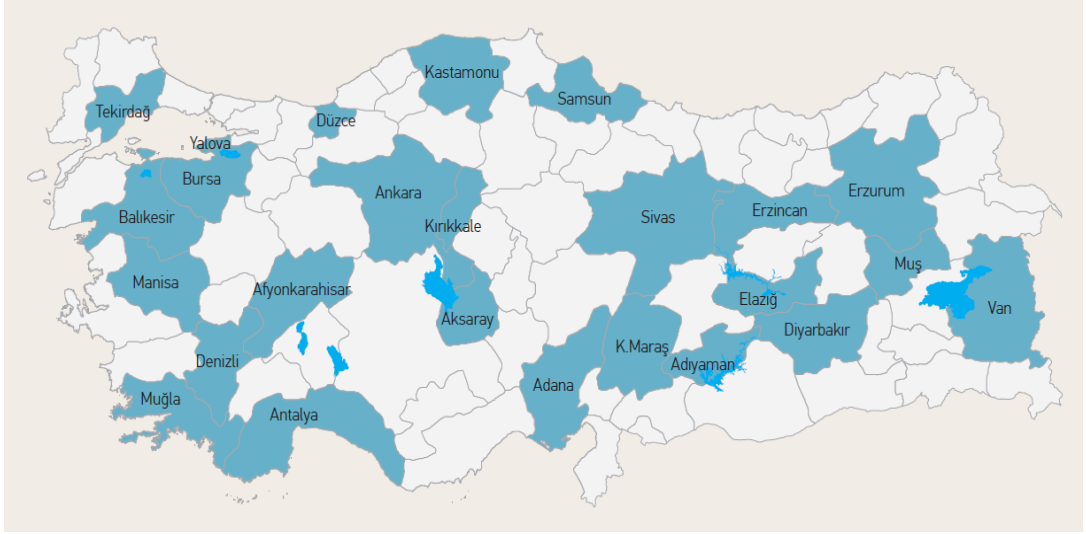 Kastamonu
Samsun
Tekirdağ
Düzce
Yalova
Bursa
Ankara
Erzurum
Balıkesir
Sivas
Erzincan
Kırıkkale
Muş
Manisa
Afyonkarahisar
Elazığ
Van
Aksaray
Diyarbakır
K.Maraş
Denizli
Adıyaman
Adana
Muğla
Antalya